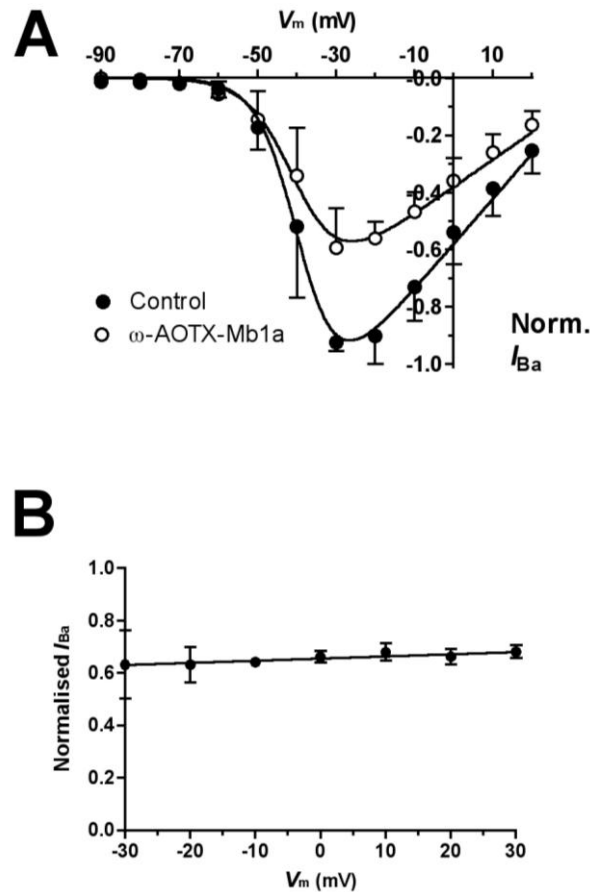 A
Vm (mV)
-90 -70 -50 -30 -10 10
-0.0
-0.2
-0.4
-0.6
-0.8
-1.0
Control
ω-AOTX-Mb1a
Norm.
IBa
B
Normalised IBa
1.0
0.8
0.6
0.4
0.2
0.0
-30 -20 -10 0 10 20 30
Vm (mV)